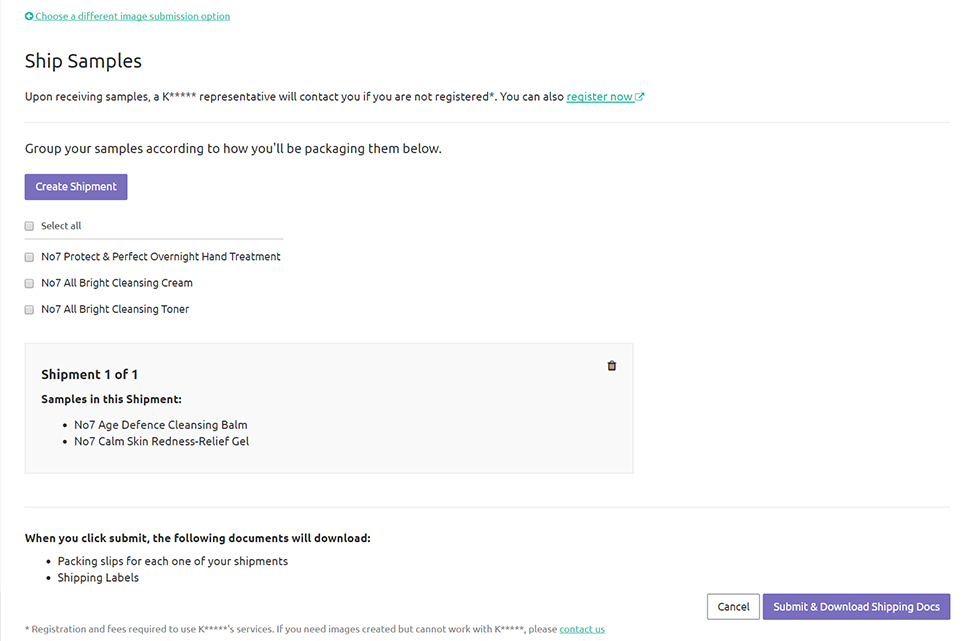 Choose a different image submission option
Ship Samples
Upon receiving samples, a K***** representative will contact you if you are not registered*. You can also register now
Group your samples according to how you'll be packaging them below.
Create Shipment
Select all
No7 Protect & Perfect Overnight Hand Treatment
No7 All Bright Cleansing Cream
No7 All Bright Cleansing Toner
Shipment 1 of 1
Samples in this Shipment:
• No7 Age Defence Cleansing Balm
• No7 Calm Skin Redness-Relief Gel
When you click submit, the following documents will download:
• Packing slips for each one of your shipments
• Shipping Labels
Cancel
Submit & Download Shipping Docs
* Registration and fees required to use K*****'s services. If you need images created but cannot work with K*****, please contact us